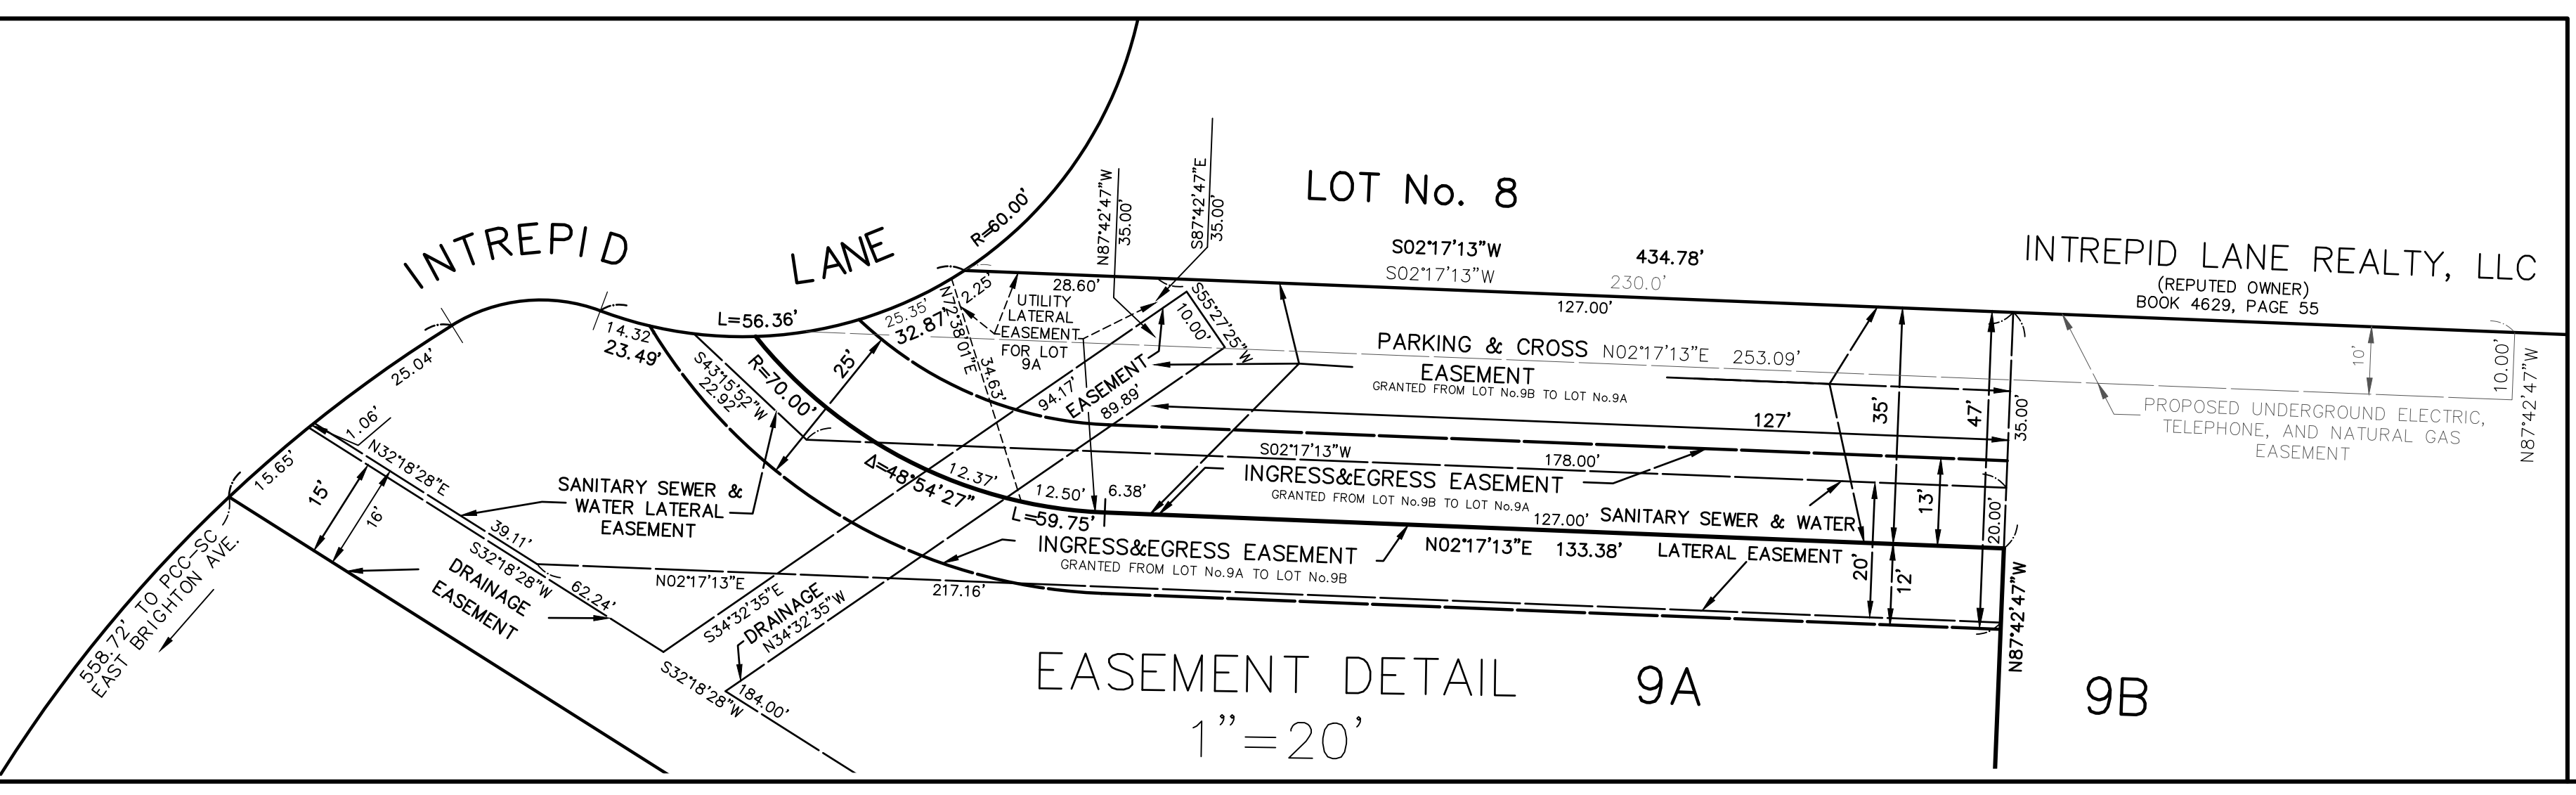 INTREPID LANE
LOT No. 8
R=60.00'
N87°42'47"W
35.00'
S87°42'47"E
35.00'
S02°17'13"W 434.78'
S02°17'13"W 230.0'
127.00'
INTREPID LANE REALTY, LLC
(REPUTED OWNER)
BOOK 4629, PAGE 55
25.04'
14.32
23.49'
L=56.36'
25.35'
32.87'
2.25'
N72°38'01"E
34.63'
28.60'
UTILITY
LATERAL
EASEMENT
FOR LOT
9A
S55°27'25"W
10.00'
94.17'
EASEMENT
89.89'
S43°15'52"W
22.92
R=70.00'
25'
PARKING & CROSS
EASEMENT
GRANTED FROM LOT No.9B TO LOT No.9A
N02°17'13"E 253.09'
35'
47'
35.00'
127'
10'
10.00'
N87°42'47"W
PROPOSED UNDERGROUND ELECTRIC,
TELEPHONE, AND NATURAL GAS
EASEMENT
1.06'
15.65'
N32°18'28"E
15'
16'
39.11'
S32°18'28"W
62.24'
SANITARY SEWER &
WATER LATERAL
EASEMENT
Δ=48°54'27"
12.37'
12.50'
6.38'
L=59.75'
S02°17'13"W
178.00'
INGRESS&EGRESS EASEMENT
GRANTED FROM LOT No.9B TO LOT No.9A
127.00'
SANITARY SEWER & WATER
LATERAL EASEMENT
13'
20.00'
N02°17'13"E 133.38'
20'
12'
INGRESS&EGRESS EASEMENT
GRANTED FROM LOT No.9A TO LOT No.9B
N02°17'13"E
217.16'
558.72' TO PCC-SC
EAST BRIGHTON AVE.
DRAINAGE
EASEMENT
S34°32'35"E
DRAINAGE
N34°32'35"W
S32°18'28"W
184.00'
N87°42'47"W
EASEMENT DETAIL
1"=20'
9A
9B